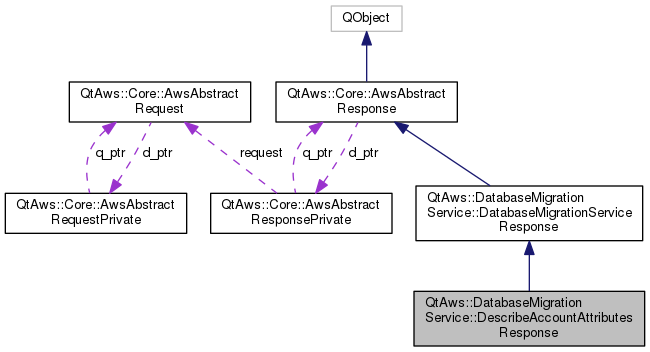 QObject
QtAws::Core::AwsAbstract
Request
QtAws::Core::AwsAbstract
Response
q_ptr
d_ptr
request
q_ptr
d_ptr
QtAws::Core::AwsAbstract
RequestPrivate
QtAws::Core::AwsAbstract
ResponsePrivate
QtAws::DatabaseMigration
Service::DatabaseMigrationService
Response
QtAws::DatabaseMigration
Service::DescribeAccountAttributes
Response